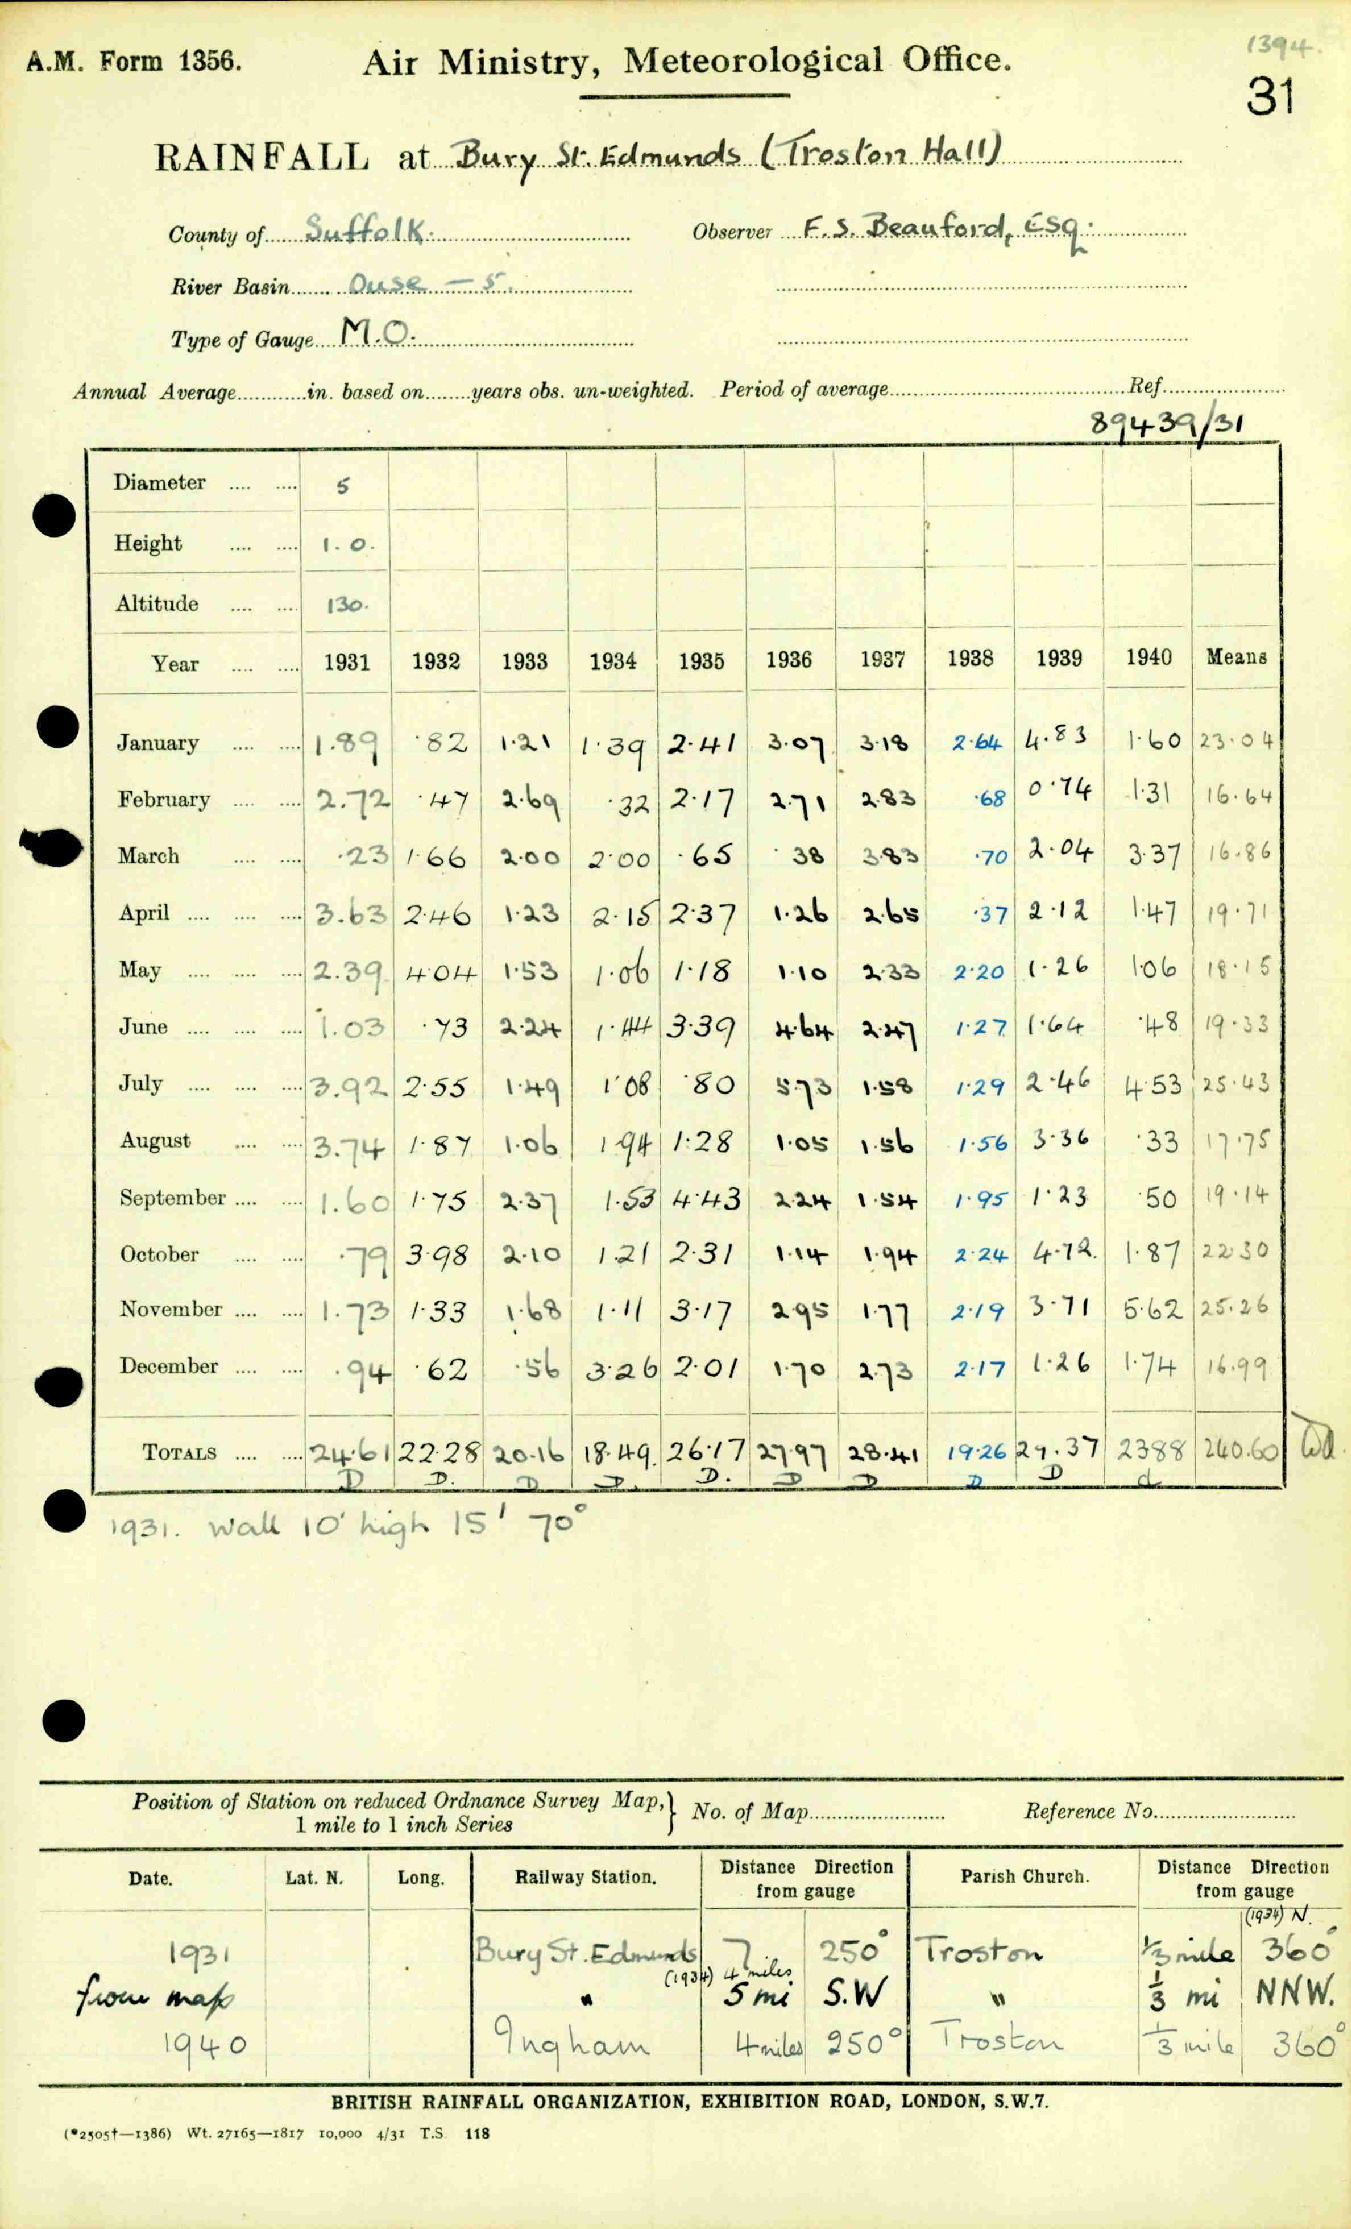 1394.
A.M. Form 1356. Air Ministry, Meteorological Office. 31
RAINFALL at Bury St. Edmunds (Troston Hall)
County of Suffolk. Observer F. S. Beauford, Esq.
River Basin Ouse - 5.
Type of Gauge M.O.
Annual Average in. based on years obs. un-weighted. Period of average Ref.
89439/31
Diameter 5
Height 1.0.
Altitude 130.
Year 1931 1932 1933 1934 1935 1936 1937 1938 1939 1940 Means
January 1.89 .82 1.21 1.39 2.41 3.07 3.18 2.64 4.83 1.60 23.04
February 2.72 .47 2.69 .32 2.17 2.71 2.83 .68 0.74 1.31 16.64
March .23 1.66 2.00 2.00 .65 .38 3.83 .70 2.04 3.37 16.86
April 3.63 2.46 1.23 2.15 2.37 1.26 2.65 .37 2.12 1.47 19.71
May 2.39 4.04 1.53 1.06 1.18 1.10 2.33 2.20 1.26 1.06 18.15
June 1.03 .73 2.24 1.44 3.39 4.64 2.47 1.27 1.64 .48 19.33
July 3.92 2.55 1.49 1.08 .80 5.73 1.58 1.29 2.46 4.53 25.43
August 3.74 1.87 1.06 1.94 1.28 1.05 1.56 1.56 3.36 .33 17.75
September 1.60 1.75 2.37 1.53 4.43 2.24 1.54 1.95 1.23 .50 19.14
October .79 3.98 2.10 1.21 2.31 1.14 1.94 2.24 4.72 1.87 22.30
November 1.73 1.33 1.68 1.11 3.17 2.95 1.77 2.19 3.71 5.62 25.26
December .94 .62 .56 3.26 2.01 1.70 2.73 2.17 1.26 1.74 16.99
TOTALS 24.61 22.28 20.16 18.49. 26.17 27.97 28.41 19.26 29.37 23.88 240.60
D D. D D. D. D D D D d
1931. Wall 10' high 15' 70°
Position of Station on reduced Ordnance Survey Map, } No. of Map Reference No.
1 mile to 1 inch Series
Date. Lat. N. Long. Railway Station. Distance Direction from gauge Parish Church. Distance Direction from gauge
(1934) N.
1931 Bury St. Edmunds 7 250° Troston 1/3 mile 360°
(1934) 4 miles
from map " 5 mi S.W " 1/3 mi NNW.
1940 Ingham 4 miles 250° Troston 1/3 mile 360°
BRITISH RAINFALL ORGANIZATION, EXHIBITION ROAD, LONDON, S.W.7.
(*2505†—1386) Wt. 27165—1817 10,000 4/31 T.S. 118